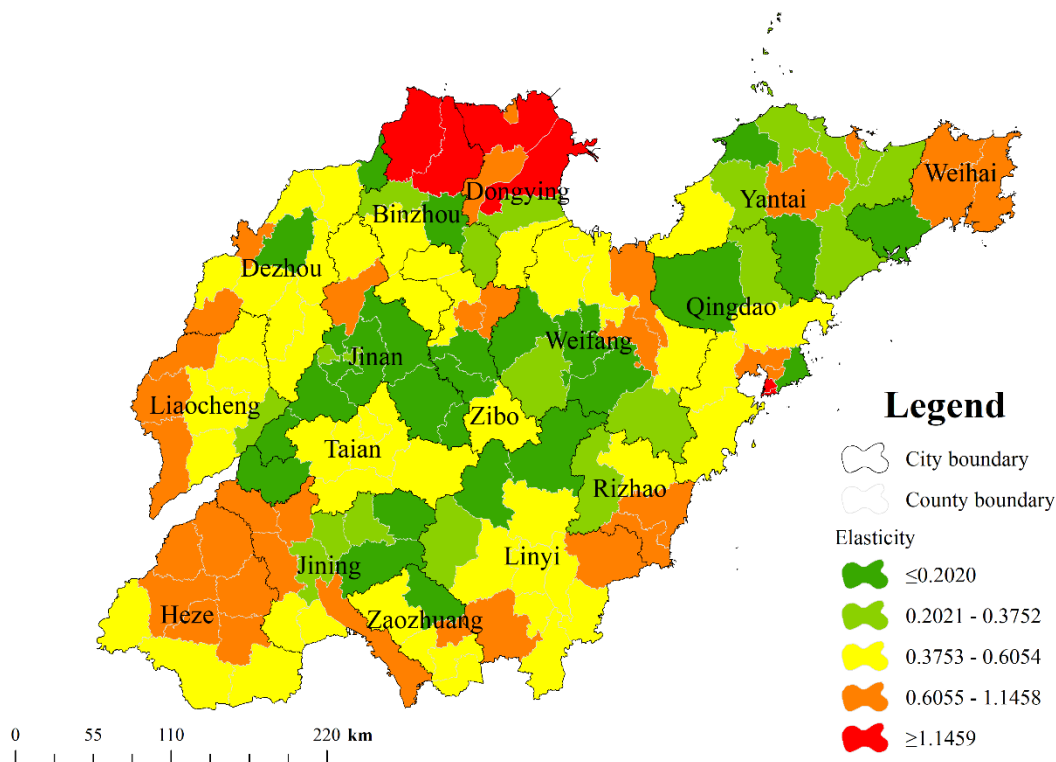 Weihai
Dongying
Yantai
Binzhou
Dezhou
Qingdao
Weifang
Jinan
Liaocheng
Zibo
Taian
Rizhao
Linyi
Jining
Heze
Zaozhuang
Legend
City boundary
County boundary
Elasticity
≤0.2020
0.2021 - 0.3752
0.3753 - 0.6054
0.6055 - 1.1458
≥1.1459
0 55 110 220 km